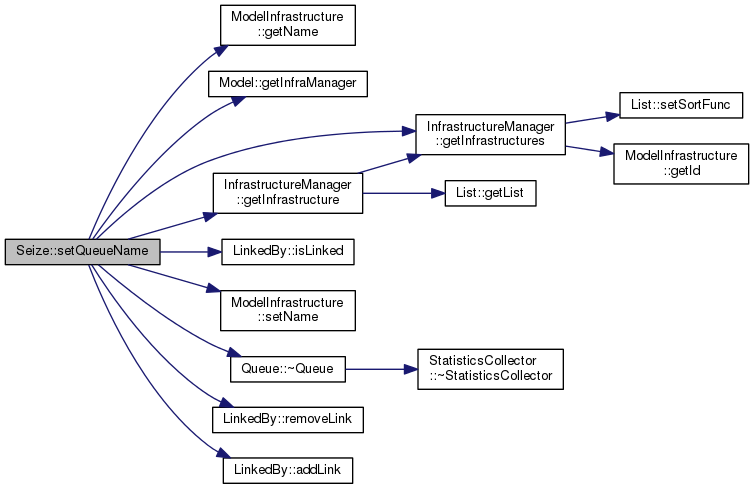 ModelInfrastructure
::getName
Model::getInfraManager
List::setSortFunc
InfrastructureManager
::getInfrastructures
ModelInfrastructure
::getId
InfrastructureManager
::getInfrastructure
List::getList
Seize::setQueueName
LinkedBy::isLinked
ModelInfrastructure
::setName
Queue::~Queue
StatisticsCollector
::~StatisticsCollector
LinkedBy::removeLink
LinkedBy::addLink